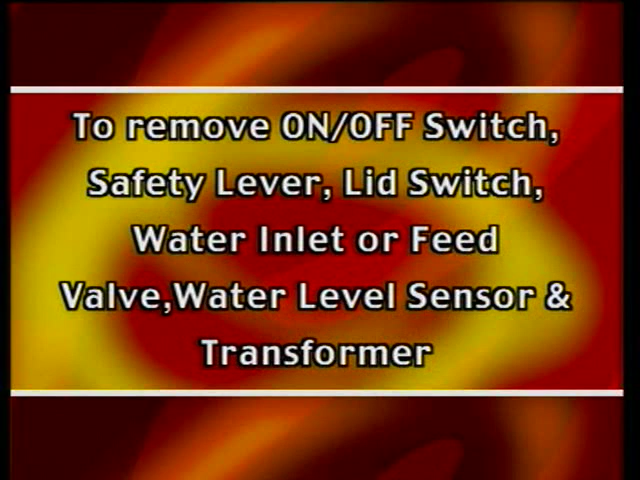 To remove ON/OFF Switch,
Safety Lever, Lid Switch,
Water Inlet or Feed
Valve,Water Level Sensor &
Transformer